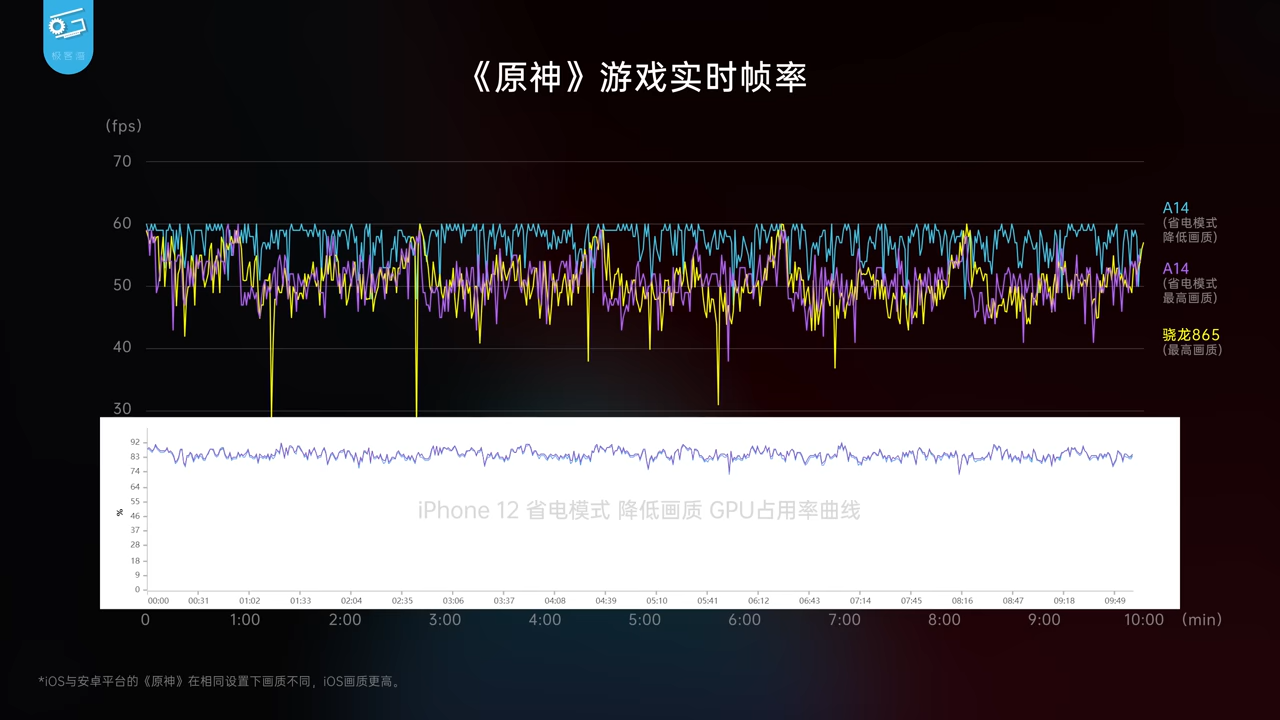 极客湾
《原神》游戏实时帧率
(fps)
70
60
50
40
30
A14
(省电模式
降低画质)
A14
(省电模式
最高画质)
骁龙865
(最高画质)
92
83
74
64
55
46
37
28
18
9
0
%
iPhone 12 省电模式 降低画质 GPU占用率曲线
00:00 00:31 01:02 01:33 02:04 02:35 03:06 03:37 04:08 04:39 05:10 05:41 06:12 06:43 07:14 07:45 08:16 08:47 09:18 09:49
0 1:00 2:00 3:00 4:00 5:00 6:00 7:00 8:00 9:00 10:00 (min)
*iOS与安卓平台的《原神》在相同设置下画质不同，iOS画质更高。